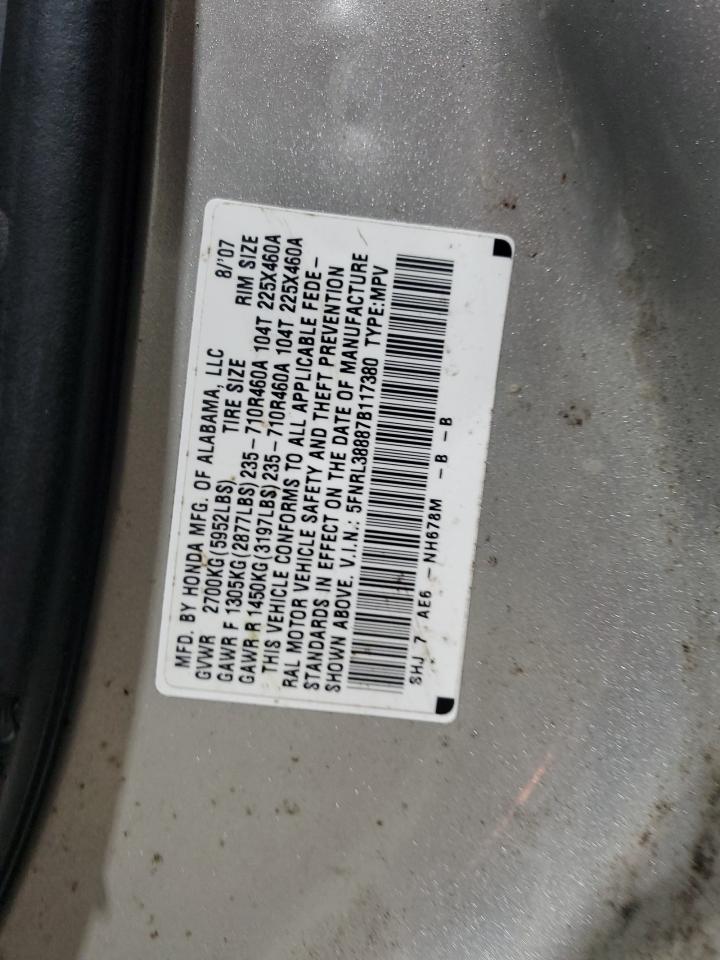 MFD. BY HONDA MFG. OF ALABAMA, LLC 8/'07
GVWR 2700KG(5952LBS) TIRE SIZE RIM SIZE
GAWR F 1305KG(2877LBS) 235-710R460A 104T 225X460A
GAWR R 1450KG(3197LBS) 235-710R460A 104T 225X460A
THIS VEHICLE CONFORMS TO ALL APPLICABLE FEDE-
RAL MOTOR VEHICLE SAFETY AND THEFT PREVENTION
STANDARDS IN EFFECT ON THE DATE OF MANUFACTURE
SHOWN ABOVE. V.I.N.: 5FNRL38887B117380 TYPE:MPV
8HJ 7 AE6 - NH678M - B - B